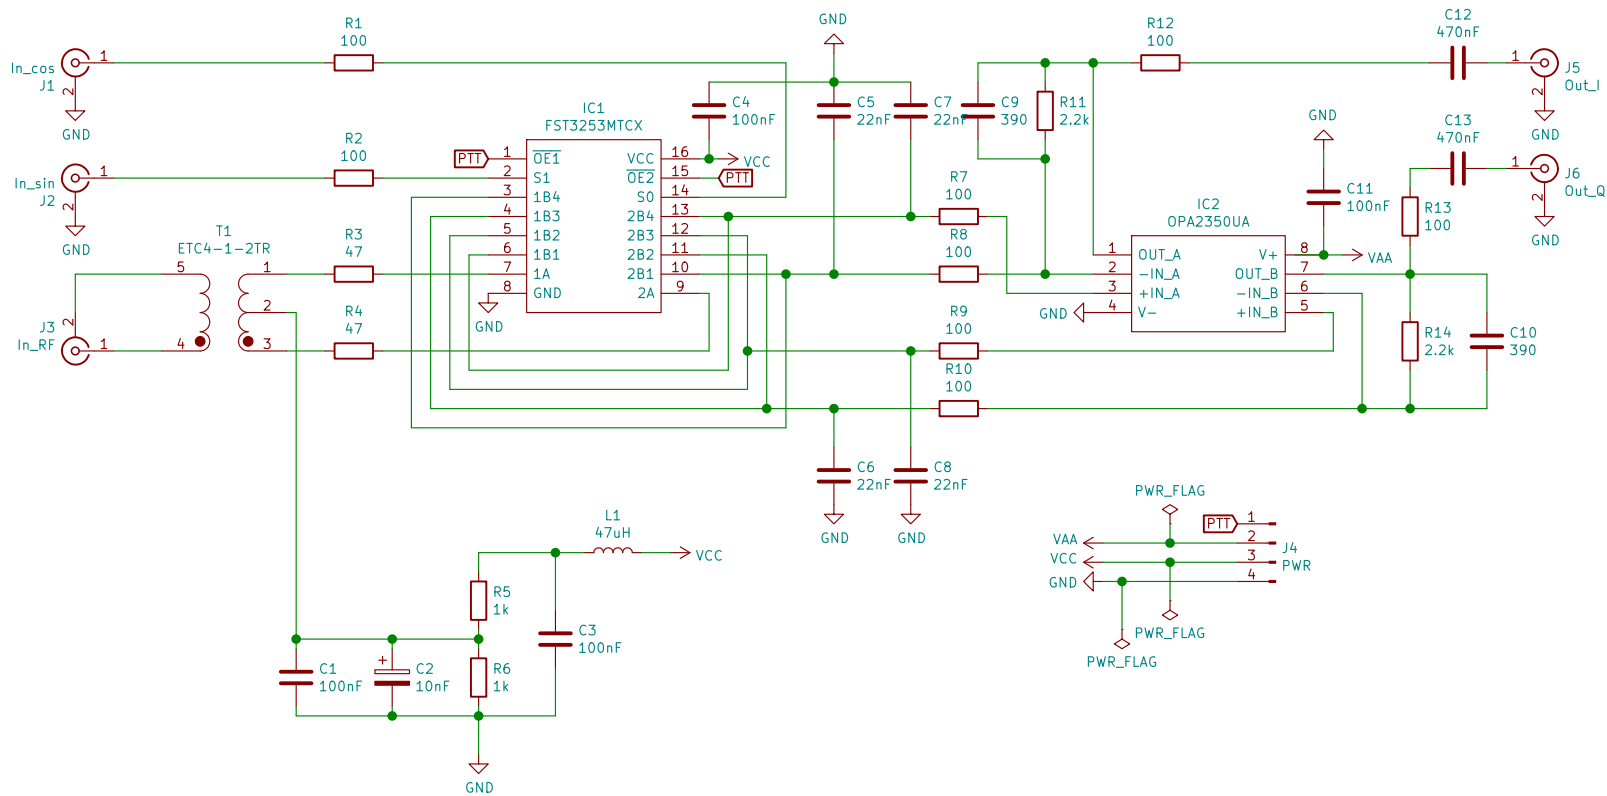 R1
100
In_cos
J1
1
2
GND
R2
100
In_sin
J2
1
2
GND
T1
ETC4-1-2TR
5
4
1
2
3
R3
47
R4
47
J3
In_RF
2
1
IC1
FST3253MTCX
PTT
1
2
3
4
5
6
7
8
OE1
S1
1B4
1B3
1B2
1B1
1A
GND
VCC
OE2
S0
2B4
2B3
2B2
2B1
2A
16
15
14
13
12
11
10
9
GND
VCC
PTT
C4
100nF
GND
C5
22nF
C7
22nF
C9
390
R11
2.2k
R12
100
C12
470nF
1
2
J5
Out_I
GND
C13
470nF
1
2
J6
Out_Q
GND
R7
100
R8
100
R9
100
R10
100
GND
C11
100nF
IC2
OPA2350UA
1
2
3
4
OUT_A
-IN_A
+IN_A
V-
V+
OUT_B
-IN_B
+IN_B
8
7
6
5
GND
VAA
R13
100
R14
2.2k
C10
390
C6
22nF
C8
22nF
GND
GND
L1
47uH
VCC
R5
1k
R6
1k
C3
100nF
C1
100nF
+
C2
10nF
GND
PWR_FLAG
PTT
VAA
VCC
GND
1
2
3
4
J4
PWR
PWR_FLAG
PWR_FLAG